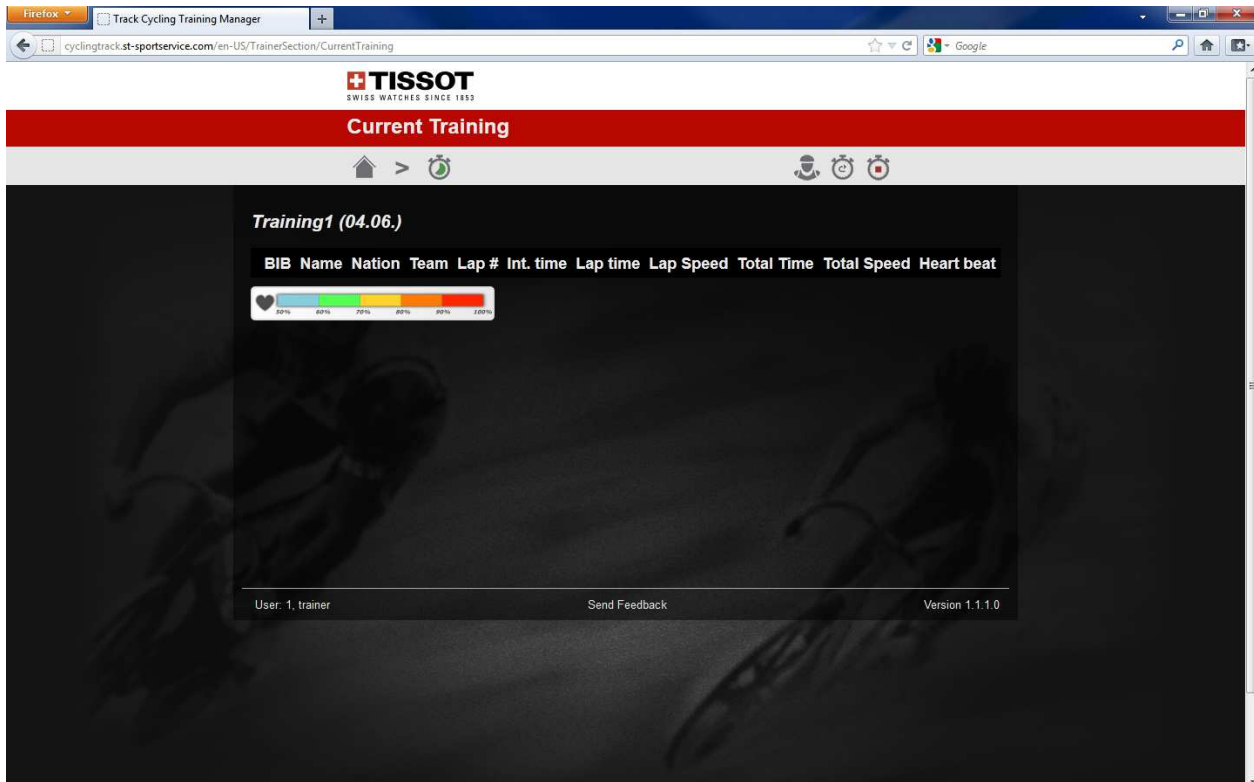 Firefox
Track Cycling Training Manager
cyclingtrack.st-sportservice.com/en-US/TrainerSection/CurrentTraining
Google
TISSOT
SWISS WATCHES SINCE 1853
Current Training
>
Training1 (04.06.)
BIB Name Nation Team Lap # Int. time Lap time Lap Speed Total Time Total Speed Heart beat
50% 60% 70% 80% 90% 100%
User: 1, trainer Send Feedback Version 1.1.1.0